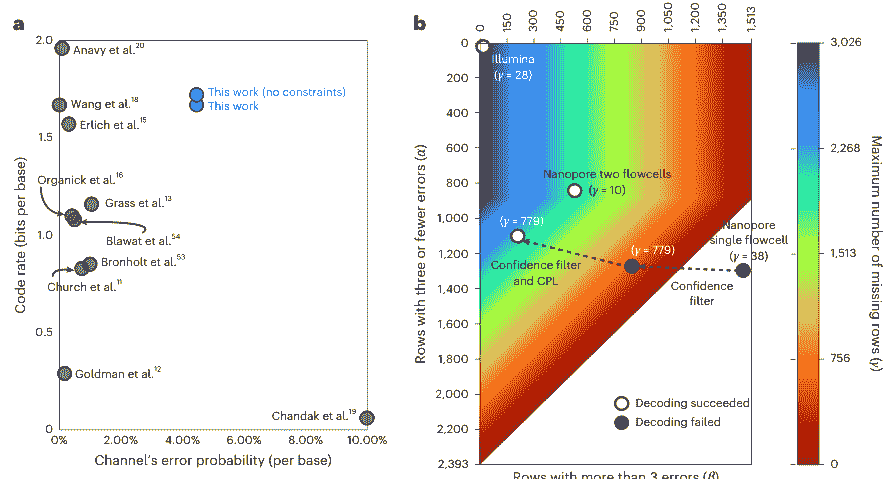 a
2.0
1.5
1.0
0.5
0
Code rate (bits per base)
Anavy et al.20
Wang et al.18
Erlich et al.15
This work (no constraints)
This work
Organick et al.16
Grass et al.13
Blawat et al.54
Bronholt et al.53
Church et al.11
Goldman et al.12
Chandak et al.19
0%
2.00%
4.00%
6.00%
8.00%
10.00%
Channel's error probability (per base)
b
0
150
300
450
600
750
900
1,050
1,200
1,350
1,513
0
200
400
600
800
1,000
1,200
1,400
1,600
1,800
2,000
2,200
2,393
Rows with three or fewer errors (α)
Illumina
(γ = 28)
Nanopore two flowcells
(γ = 10)
(γ = 779)
(γ = 779)
Nanopore
single flowcell
(γ = 38)
Confidence filter
and CPL
Confidence
filter
Decoding succeeded
Decoding failed
Rows with more than 3 errors (β)
3,026
2,268
1,513
756
0
Maximum number of missing rows (γ)